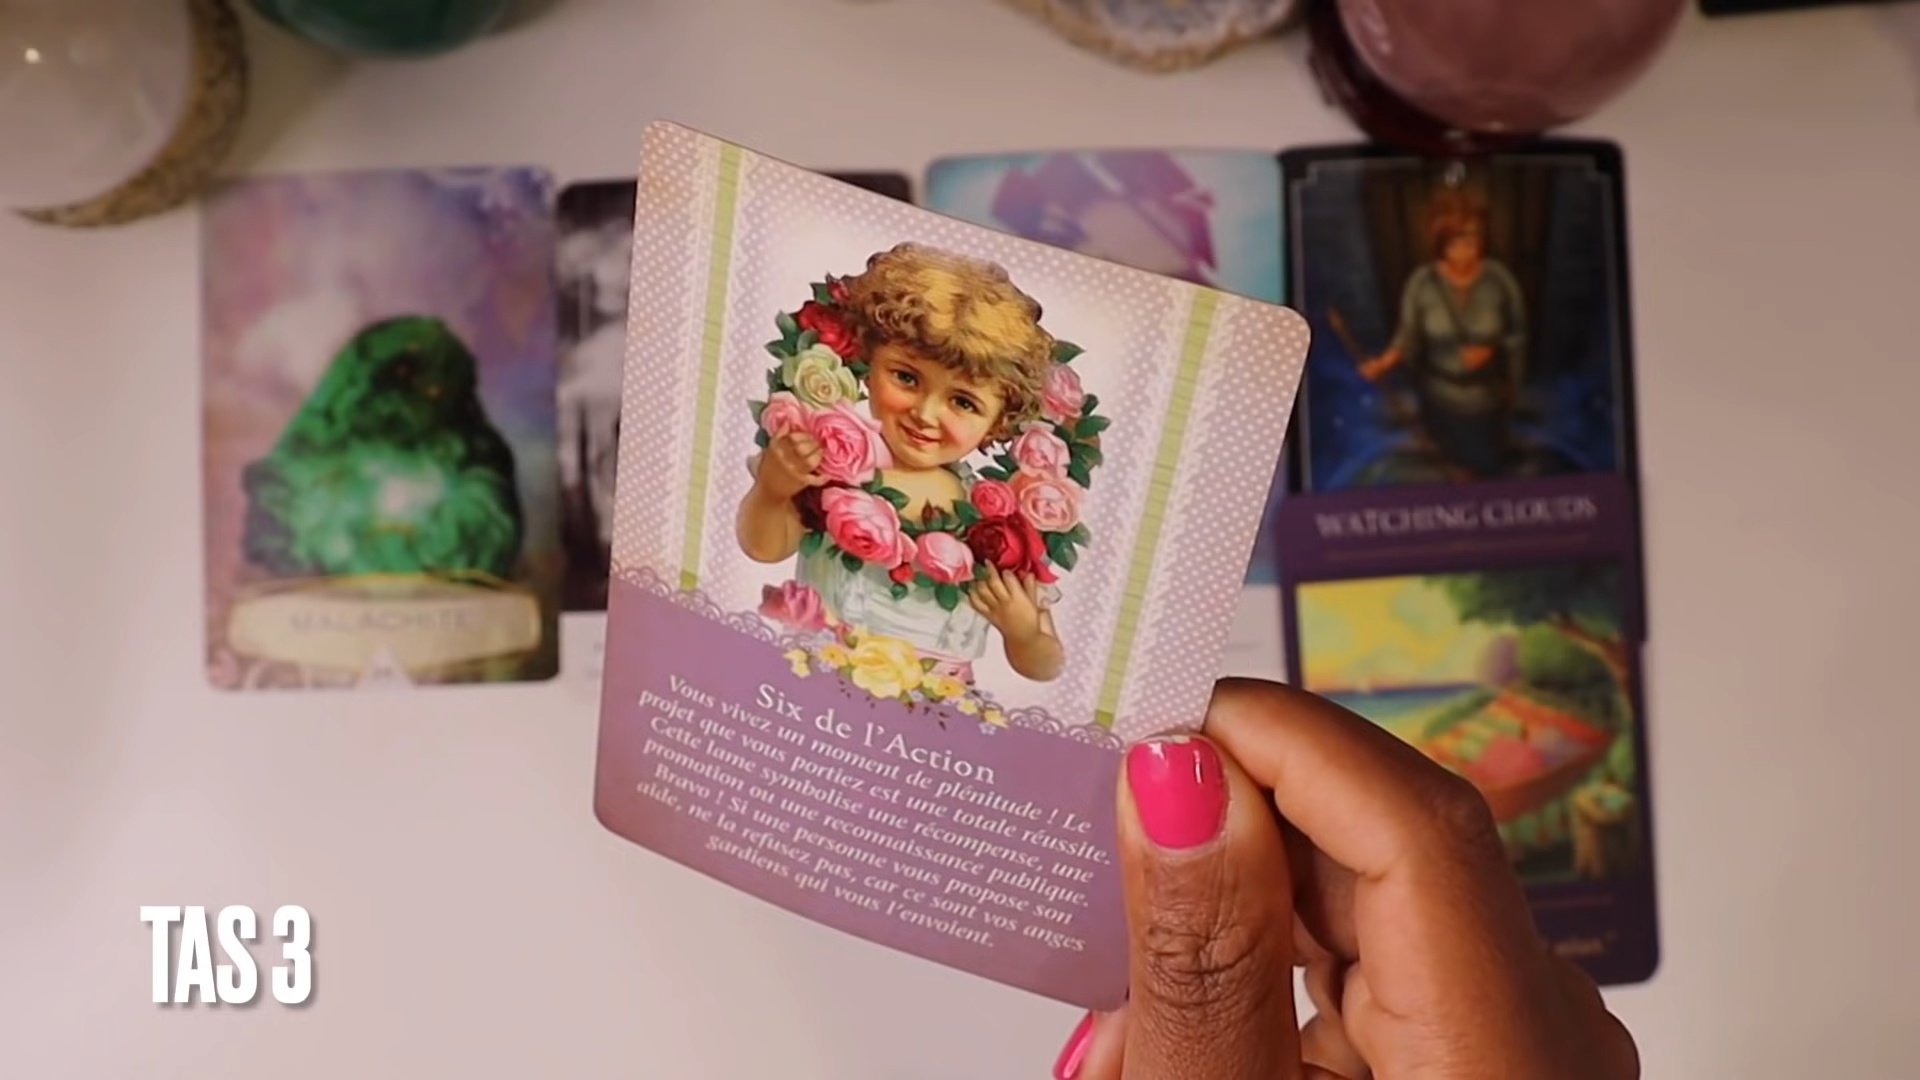 MALACHITE
WATCHING CLOUDS
Six de l'Action
Vous vivez un moment de plénitude ! Le
projet que vous portiez est une totale réussite.
Cette lame symbolise une récompense, une
promotion ou une reconnaissance publique.
Bravo ! Si une personne vous propose son
aide, ne la refusez pas, car ce sont vos anges
gardiens qui vous l'envoient.
TAS 3